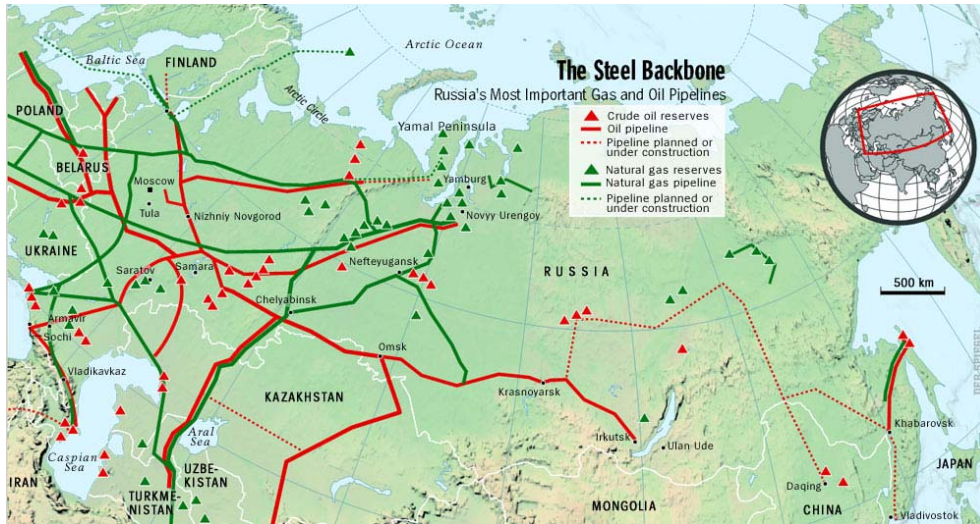 The Steel Backbone
Russia's Most Important Gas and Oil Pipelines
Crude oil reserves
Oil pipeline
Pipeline planned or
under construction
Natural gas reserves
Natural gas pipeline
Pipeline planned or
under construction
500 km
Arctic Ocean
Baltic Sea
FINLAND
Arctic Circle
POLAND
Yamal Peninsula
BELARUS
Moscow
Yamburg
Tula
Nizhniy Novgorod
Novyy Urengoy
UKRAINE
Saratov
Samara
Nefteyugansk
RUSSIA
Chelyabinsk
Armavir
Sochi
Omsk
Vladikavkaz
Krasnoyarsk
KAZAKHSTAN
Khabarovsk
Aral
Sea
Irkutsk
Ulan Ude
Caspian
Sea
UZBE-
KISTAN
JAPAN
IRAN
Daqing
TURKME-
NISTAN
MONGOLIA
CHINA
Vladivostok
DER SPIEGEL